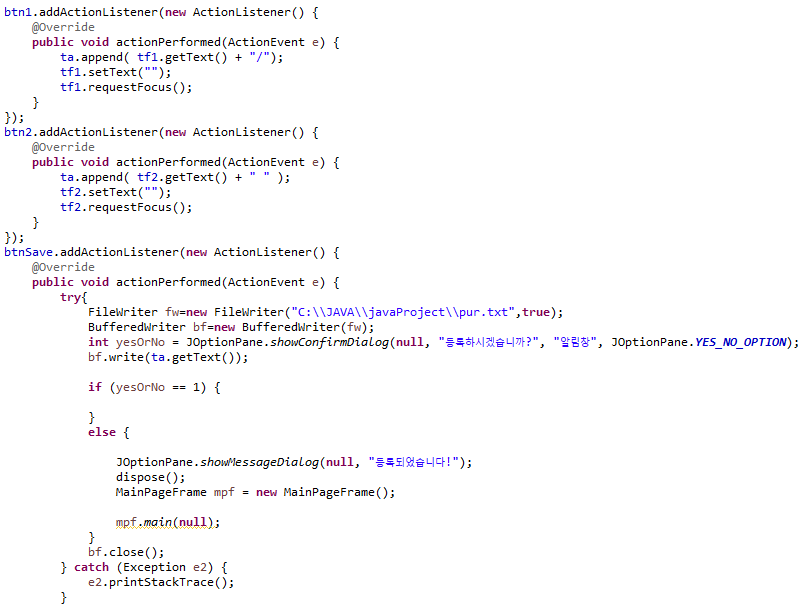 btn1.addActionListener(new ActionListener() {
    @Override
    public void actionPerformed(ActionEvent e) {
        ta.append( tf1.getText() + "/");
        tf1.setText("");
        tf1.requestFocus();
    }
});
btn2.addActionListener(new ActionListener() {
    @Override
    public void actionPerformed(ActionEvent e) {
        ta.append( tf2.getText() + " " );
        tf2.setText("");
        tf2.requestFocus();
    }
});
btnSave.addActionListener(new ActionListener() {
    @Override
    public void actionPerformed(ActionEvent e) {
        try{
            FileWriter fw=new FileWriter("C:\\JAVA\\javaProject\\pur.txt",true);
            BufferedWriter bf=new BufferedWriter(fw);
            int yesOrNo = JOptionPane.showConfirmDialog(null, "등록하시겠습니까?", "알림창", JOptionPane.YES_NO_OPTION);
            bf.write(ta.getText());
            if (yesOrNo == 1) {
            }
            else {
                JOptionPane.showMessageDialog(null, "등록되었습니다!");
                dispose();
                MainPageFrame mpf = new MainPageFrame();
                mpf.main(null);
            }
            bf.close();
        } catch (Exception e2) {
            e2.printStackTrace();
        }